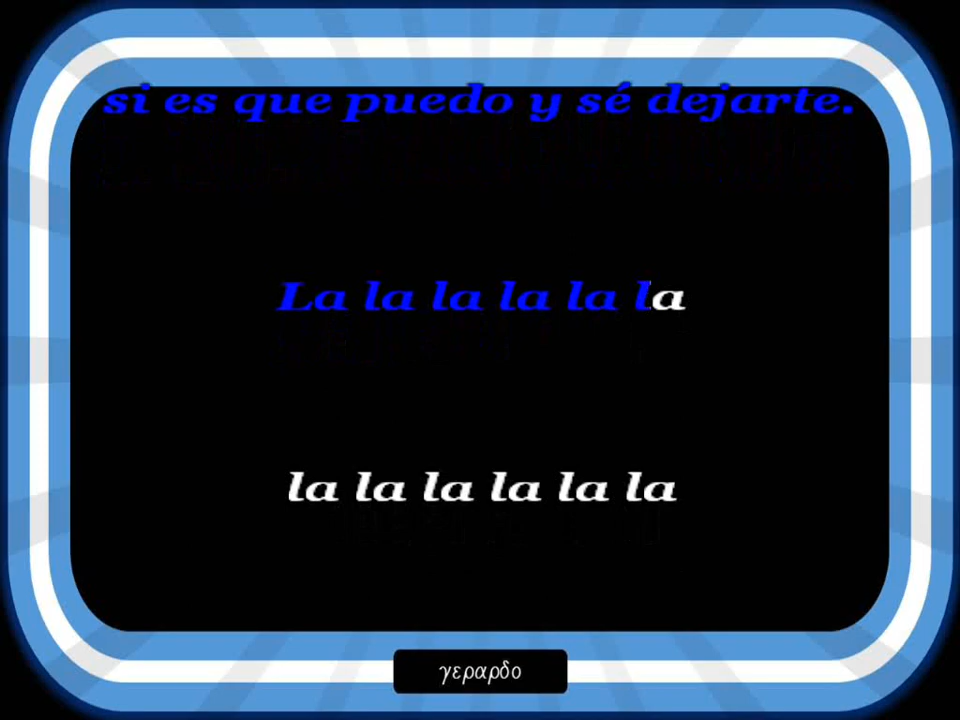 si es que puedo y sé dejarte.
La la la la la la
la la la la la la
γεραρδο